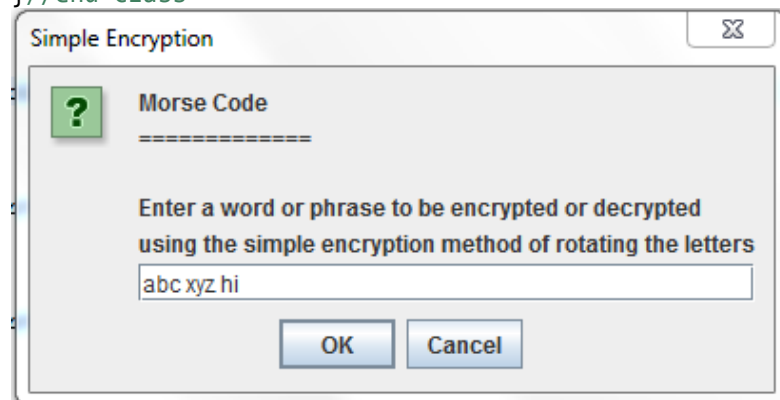 }//end class
Simple Encryption
?
Morse Code
=============
Enter a word or phrase to be encrypted or decrypted
using the simple encryption method of rotating the letters
abc xyz hi
OK Cancel